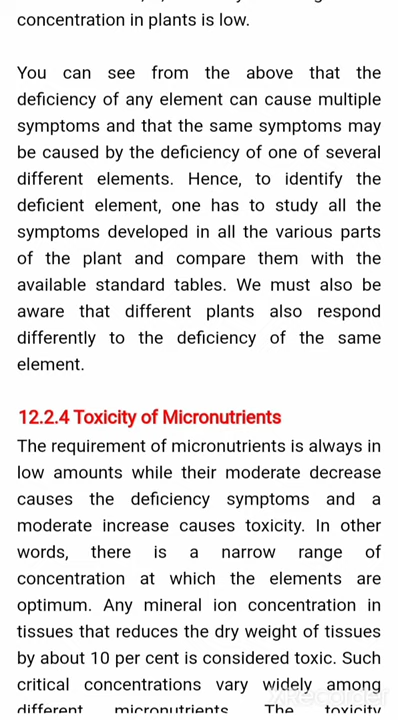 concentration in plants is low.
You can see from the above that the
deficiency of any element can cause multiple
symptoms and that the same symptoms may
be caused by the deficiency of one of several
different elements. Hence, to identify the
deficient element, one has to study all the
symptoms developed in all the various parts
of the plant and compare them with the
available standard tables. We must also be
aware that different plants also respond
differently to the deficiency of the same
element.
12.2.4 Toxicity of Micronutrients
The requirement of micronutrients is always in
low amounts while their moderate decrease
causes the deficiency symptoms and a
moderate increase causes toxicity. In other
words, there is a narrow range of
concentration at which the elements are
optimum. Any mineral ion concentration in
tissues that reduces the dry weight of tissues
by about 10 per cent is considered toxic. Such
critical concentrations vary widely among
different micronutrients. The toxicity